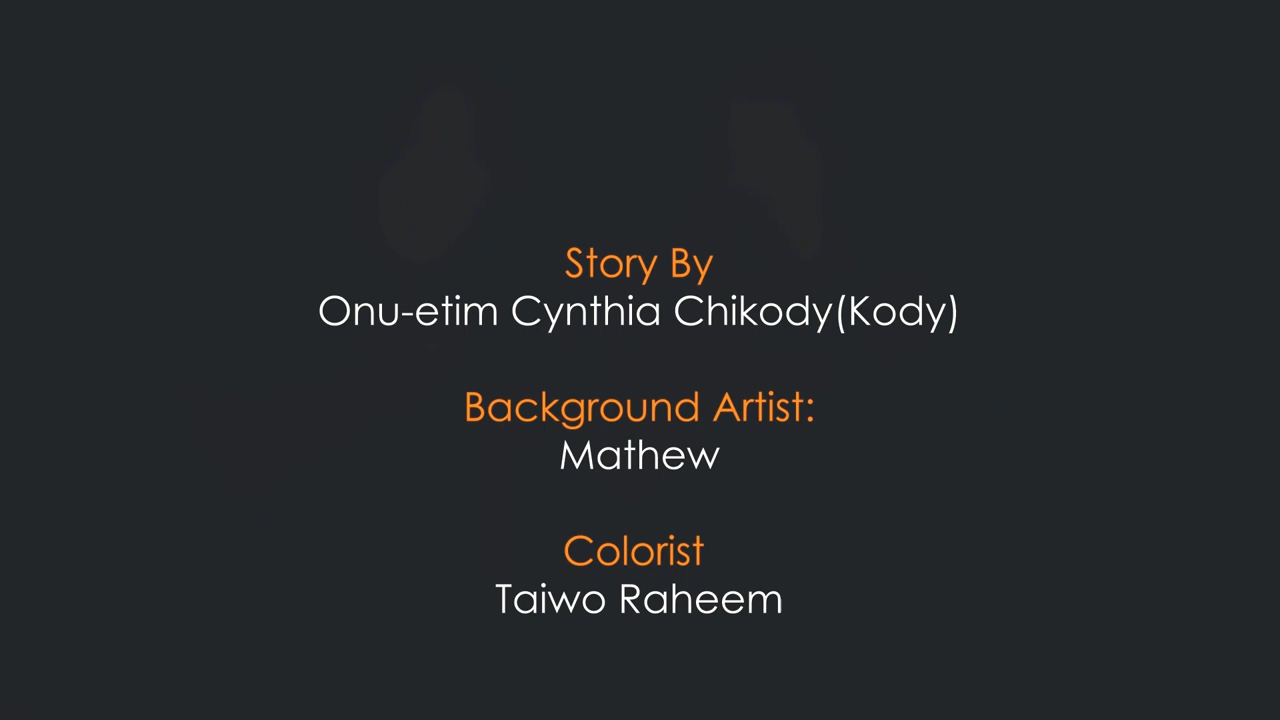 Story By
Onu-etim Cynthia Chikody(Kody)
Background Artist:
Mathew
Colorist
Taiwo Raheem